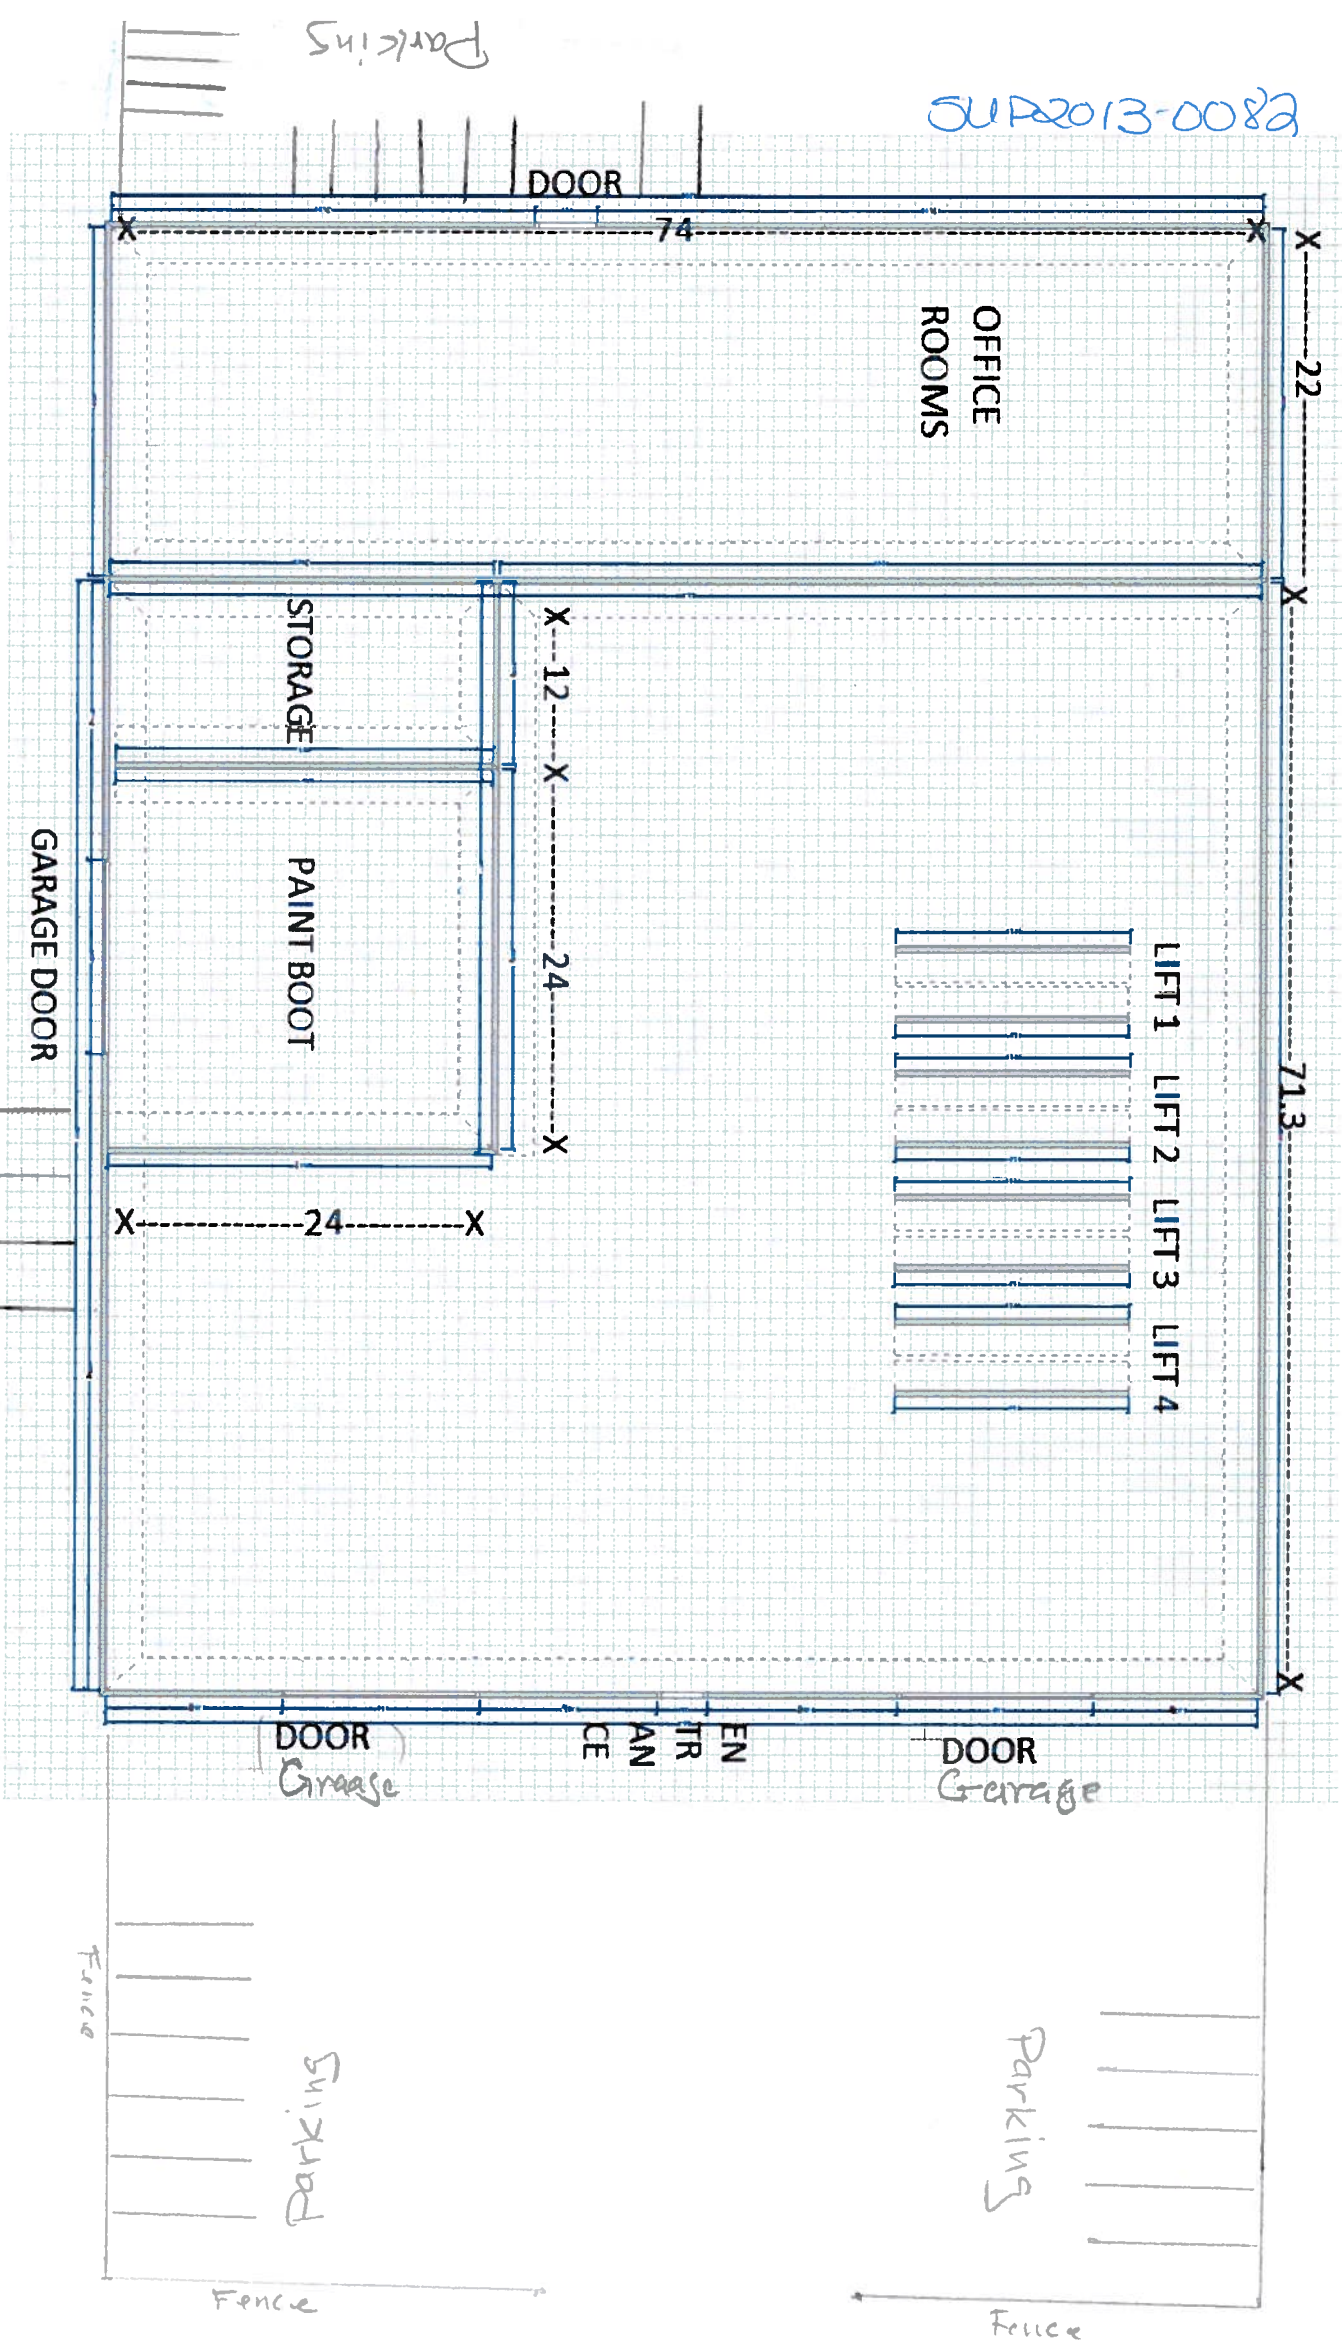 Parking
SUP2013-0082
DOOR
X---74---X
X---22---X
OFFICE
ROOMS
STORAGE
X---12---X---24---X
PAINT BOOT
GARAGE DOOR
LIFT 1
LIFT 2
LIFT 3
LIFT 4
71.3---X
X---24---X
DOOR
Graage
EN
TR
AN
CE
DOOR
Garage
Fence
Parking
Parking
Fence
Fence